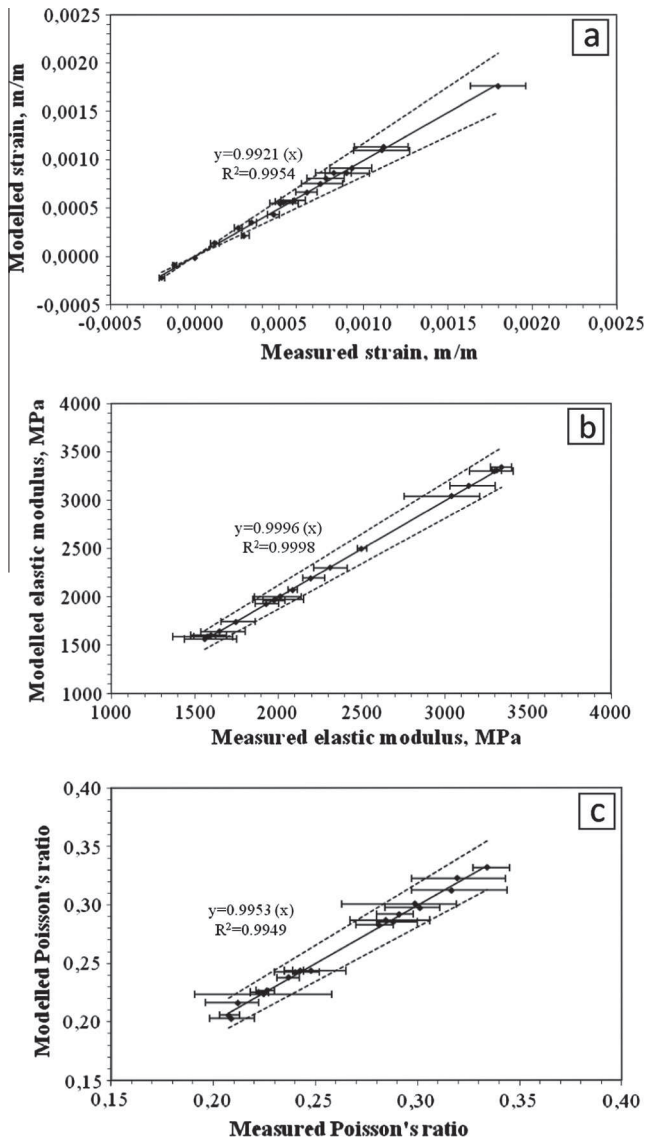 a
Modelled strain, m/m
0,0025
0,0020
0,0015
0,0010
0,0005
0,0000
-0,0005
y=0.9921 (x)
R²=0.9954
-0,0005 0,0000 0,0005 0,0010 0,0015 0,0020 0,0025
Measured strain, m/m
b
Modelled elastic modulus, MPa
4000
3500
3000
2500
2000
1500
1000
y=0.9996 (x)
R²=0.9998
1000 1500 2000 2500 3000 3500 4000
Measured elastic modulus, MPa
c
Modelled Poisson's ratio
0,40
0,35
0,30
0,25
0,20
0,15
y=0.9953 (x)
R²=0.9949
0,15 0,20 0,25 0,30 0,35 0,40
Measured Poisson's ratio